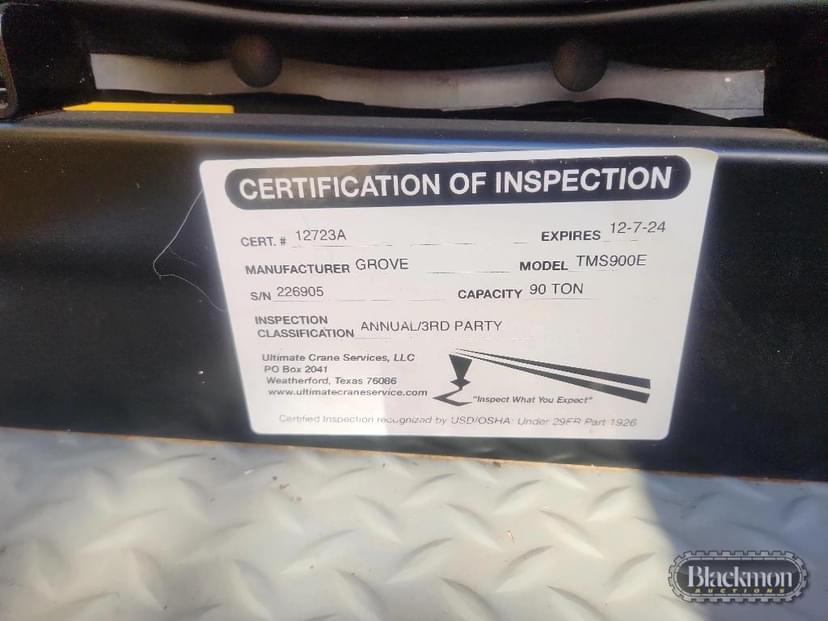 CERTIFICATION OF INSPECTION
CERT. # 12723A EXPIRES 12-7-24
MANUFACTURER GROVE MODEL TMS900E
S/N 226905 CAPACITY 90 TON
INSPECTION
CLASSIFICATION ANNUAL/3RD PARTY
Ultimate Crane Services, LLC
PO Box 2041
Weatherford, Texas 76086
www.ultimatecraneservice.com
"Inspect What You Expect"
Certified Inspection recognized by USD/OSHA: Under 29FR Part 1926
Blackmon
AUCTIONS